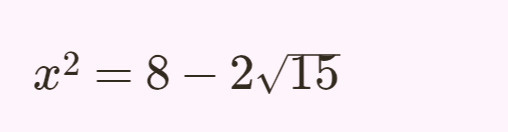 x² = 8 − 2√15